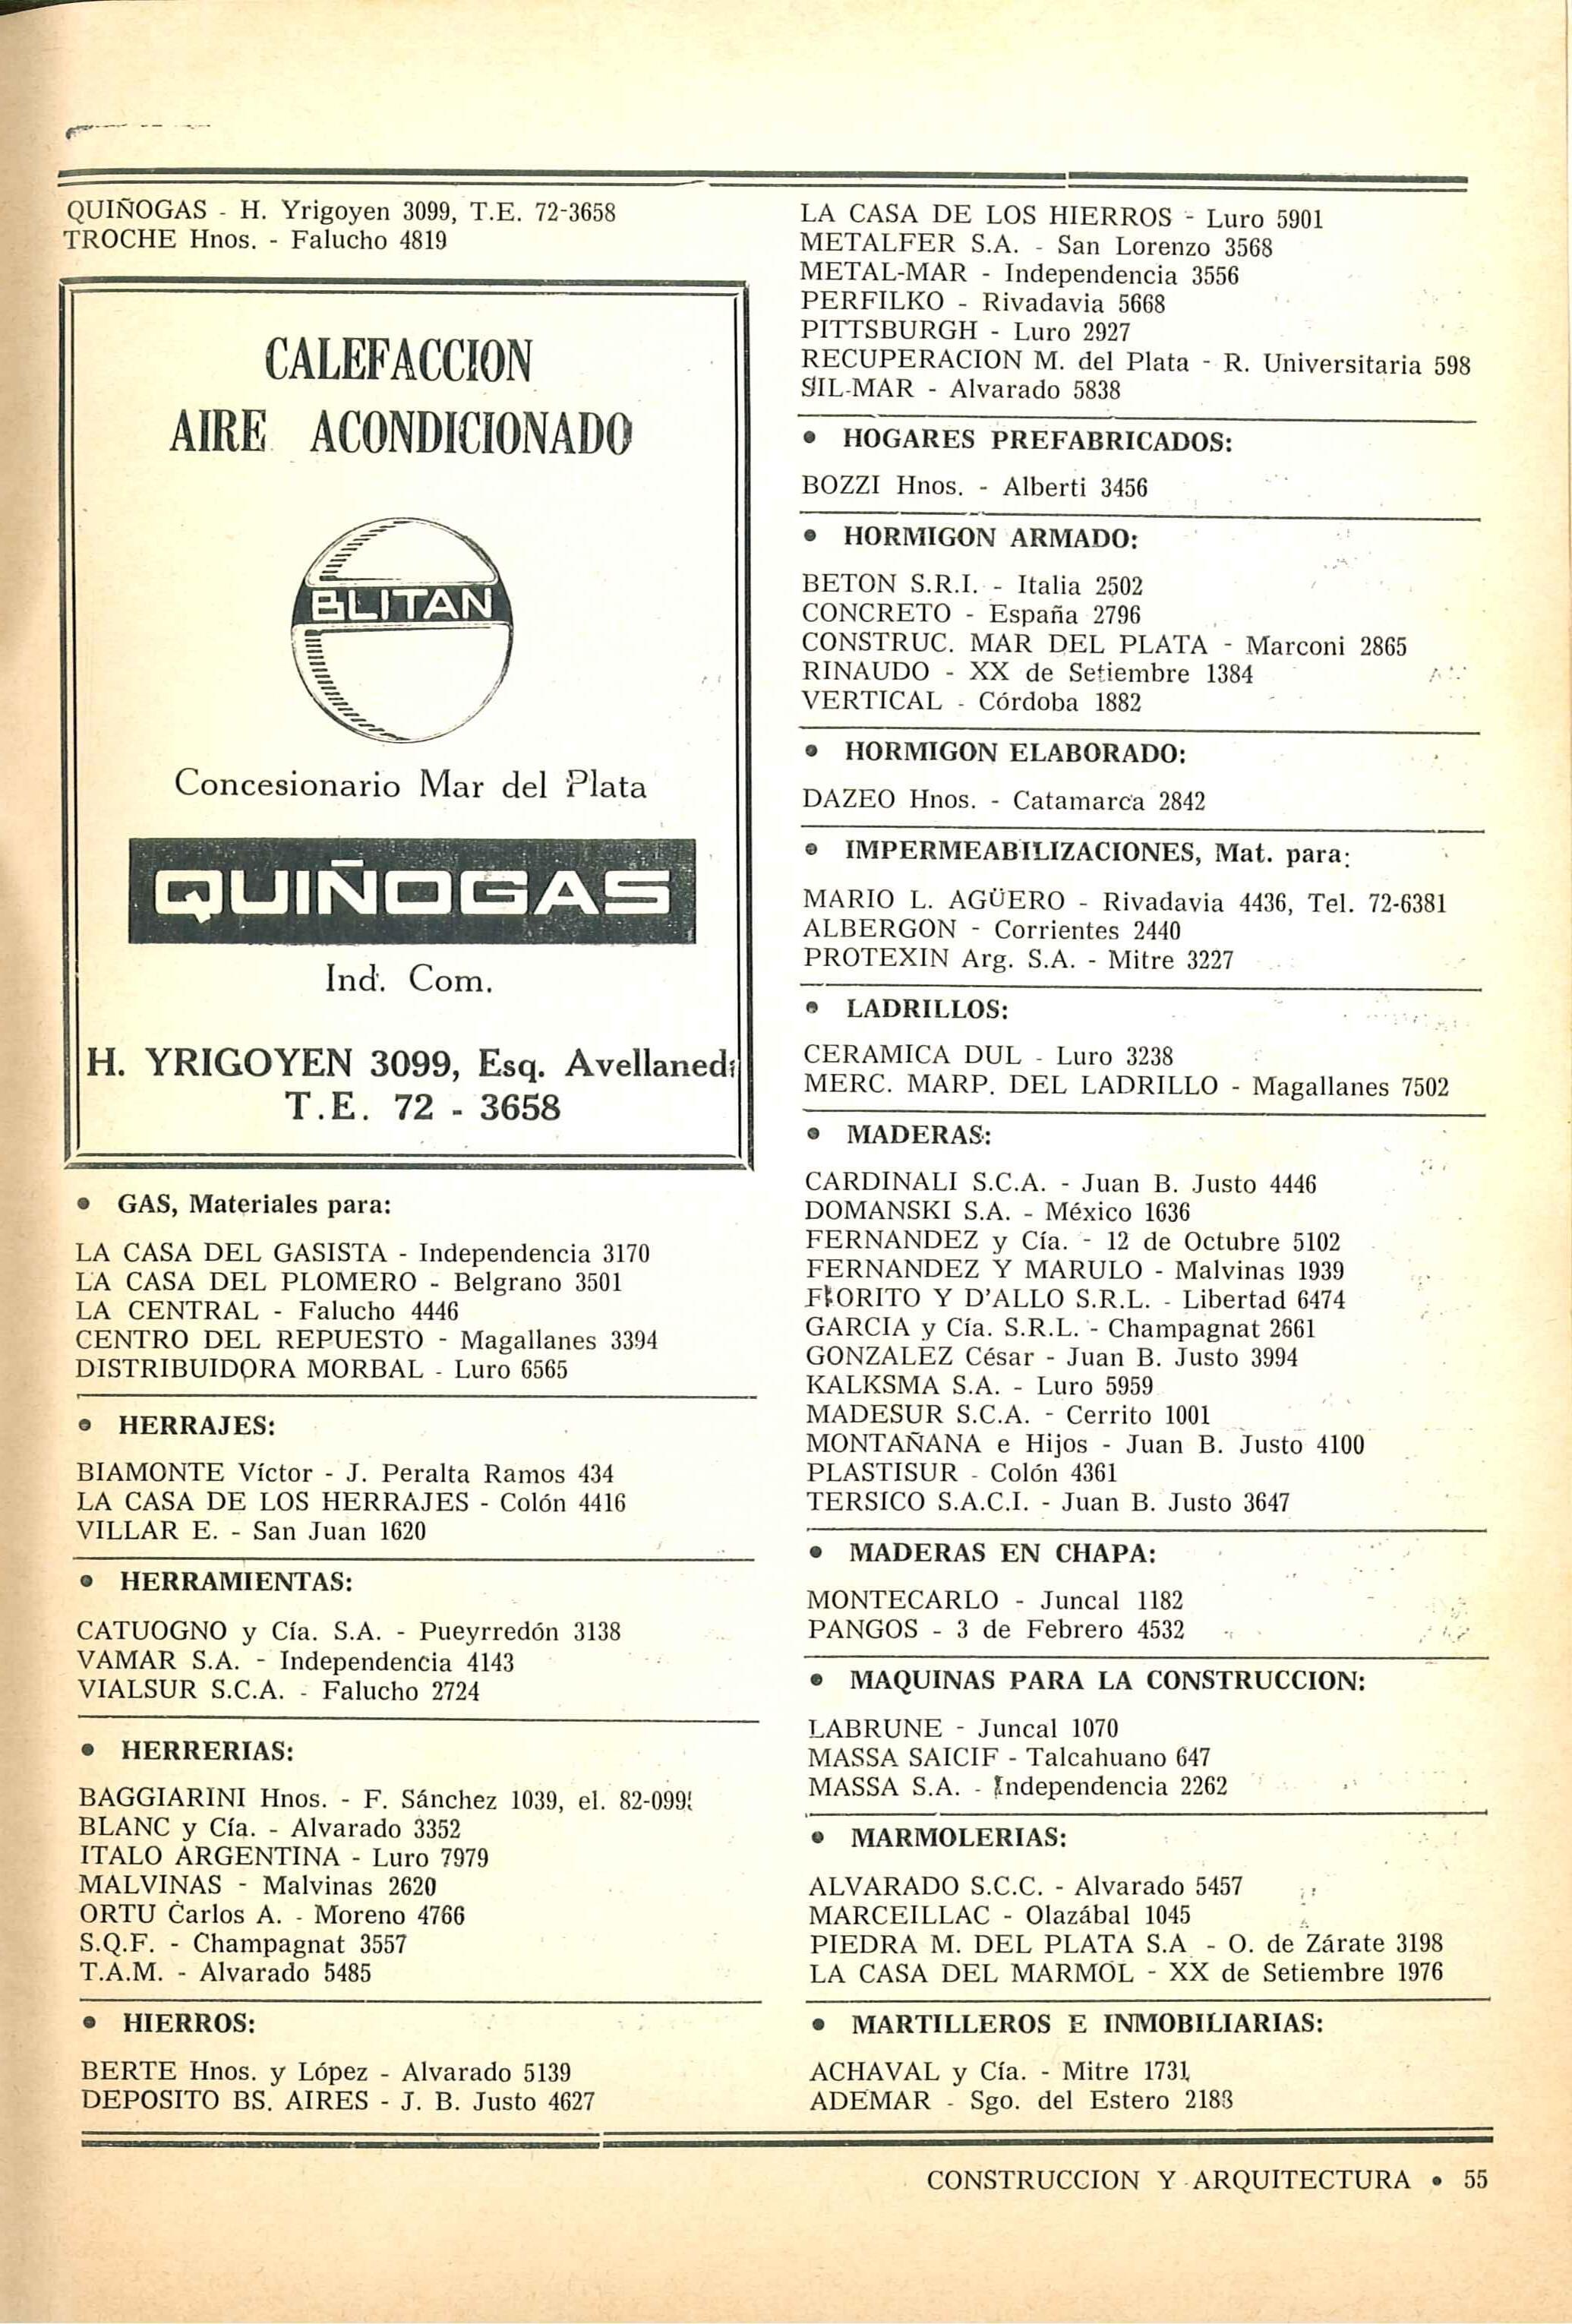 QUIÑOGAS - H. Yrigoyen 3099, T.E. 72-3658
TROCHE Hnos. - Falucho 4819
CALEFACCION
AIRE ACONDICIONADO
BLITAN
Concesionario Mar del Plata
QUIÑOGAS
Ind. Com.
H. YRIGOYEN 3099, Esq. Avellaned
T.E. 72 - 3658
• GAS, Materiales para:
LA CASA DEL GASISTA - Independencia 3170
LA CASA DEL PLOMERO - Belgrano 3501
LA CENTRAL - Falucho 4446
CENTRO DEL REPUESTO - Magallanes 3394
DISTRIBUIDORA MORBAL - Luro 6565
• HERRAJES:
BIAMONTE Víctor - J. Peralta Ramos 434
LA CASA DE LOS HERRAJES - Colón 4416
VILLAR E. - San Juan 1620
• HERRAMIENTAS:
CATUOGNO y Cía. S.A. - Pueyrredón 3138
VAMAR S.A. - Independencia 4143
VIALSUR S.C.A. - Falucho 2724
• HERRERIAS:
BAGGIARINI Hnos. - F. Sánchez 1039, el.
BLANC y Cía. - Alvarado 3352
ITALO ARGENTINA - Luro 7979
MALVINAS - Malvinas 2620
ORTU Carlos A. - Moreno 4766
S.Q.F. - Champagnat 3557
T.A.M. - Alvarado 5485
• HIERROS:
BERTE Hnos. y López - Alvarado 5139
DEPOSITO BS. AIRES - J. B. Justo 4627
LA CASA DE LOS HIERROS - Luro 5901
METALFER S.A. - San Lorenzo 3568
METAL-MAR - Independencia 3556
PERFILKO - Rivadavia 5668
PITTSBURGH - Luro 2927
RECUPERACION M. del Plata - R. Universitaria 598
SIL-MAR - Alvarado 5838
• HOGARES PREFABRICADOS:
BOZZI Hnos. - Alberti 3456
• HORMIGON ARMADO:
BETON S.R.I. - Italia 2502
CONCRETO - España 2796
CONSTRUC. MAR DEL PLATA - Marconi 2865
RINAUDO - XX de Setiembre 1384
VERTICAL - Córdoba 1882
• HORMIGON ELABORADO:
DAZEO Hnos. - Catamarca 2842
• IMPERMEABILIZACIONES, Mat. para:
MARIO L. AGÜERO - Rivadavia 4436, Tel. 72-6381
ALBERGON - Corrientes 2440
PROTEXIN Arg. S.A. - Mitre 3227
• LADRILLOS:
CERAMICA DUL - Luro 3238
MERC. MARP. DEL LADRILLO - Magallanes 7502
• MADERAS:
CARDINALI S.C.A. - Juan B. Justo 4446
DOMANSKI S.A. - México 1636
FERNANDEZ y Cía. - 12 de Octubre 5102
FERNANDEZ Y MARULO - Malvinas 1939
FIORITO Y D'ALLO S.R.L. - Libertad 6474
GARCIA y Cía. S.R.L. - Champagnat 2661
GONZALEZ César - Juan B. Justo 3994
KALKSMA S.A. - Luro 5959
MADESUR S.C.A. - Cerrito 1001
MONTAÑANA e Hijos - Juan B. Justo 4100
PLASTISUR - Colón 4361
TERSICO S.A.C.I. - Juan B. Justo 3647
• MADERAS EN CHAPA:
MONTECARLO - Juncal 1182
PANGOS - 3 de Febrero 4532
• MAQUINAS PARA LA CONSTRUCCION:
LABRUNE - Juncal 1070
MASSA SAICIF - Talcahuano 647
MASSA S.A. - Independencia 2262
• MARMOLERIAS:
ALVARADO S.C.C. - Alvarado 5457
MARCEILLAC - Olazábal 1045
PIEDRA M. DEL PLATA S.A - O. de Zárate 3198
LA CASA DEL MARMOL - XX de Setiembre 1976
• MARTILLEROS E INMOBILIARIAS:
ACHAVAL y Cía. - Mitre 1731
ADEMAR - Sgo. del Estero 2183
CONSTRUCCION Y ARQUITECTURA • 55